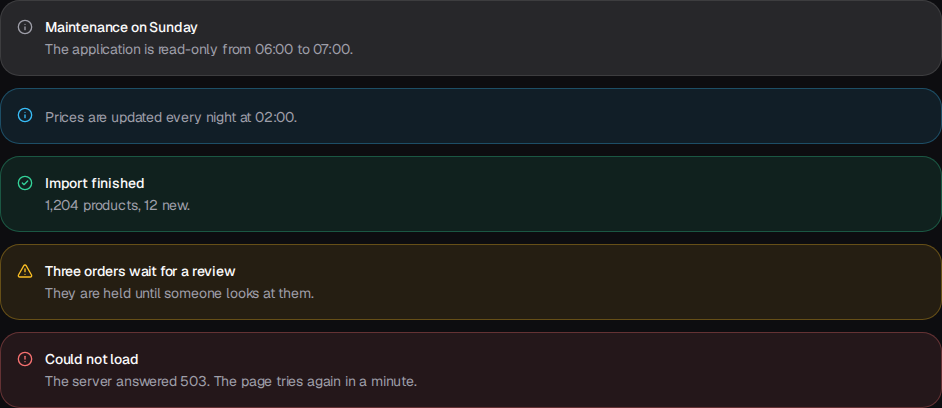 Maintenance on Sunday
The application is read-only from 06:00 to 07:00.
Prices are updated every night at 02:00.
Import finished
1,204 products, 12 new.
Three orders wait for a review
They are held until someone looks at them.
Could not load
The server answered 503. The page tries again in a minute.